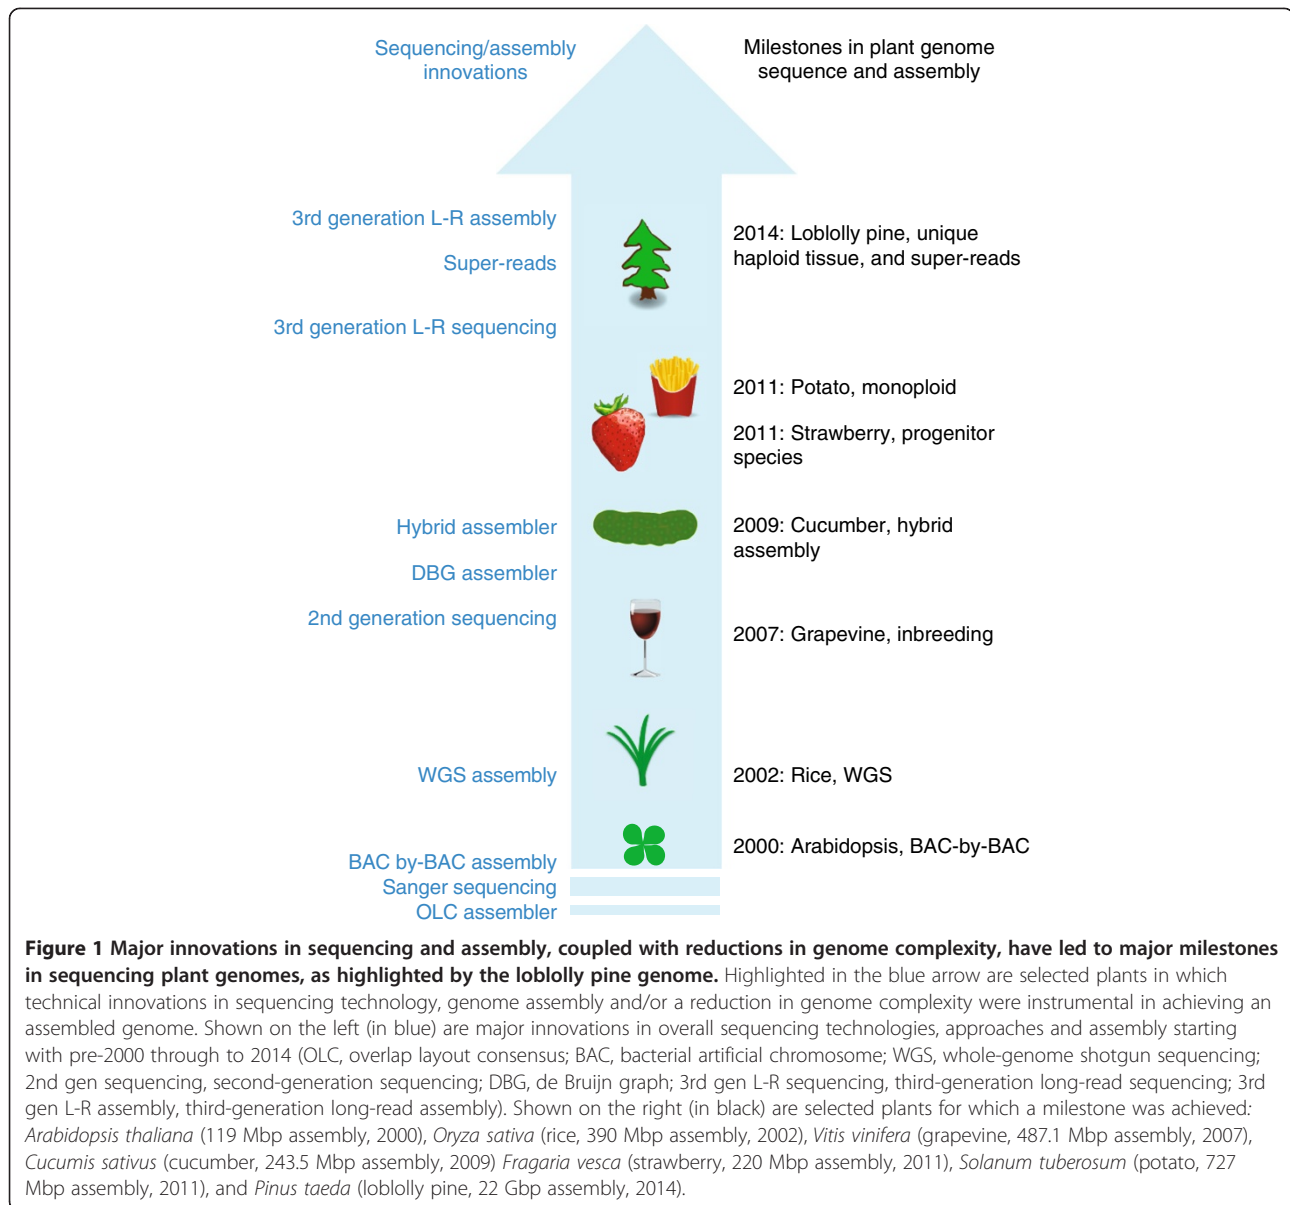 Sequencing/assembly
innovations
Milestones in plant genome
sequence and assembly
3rd generation L-R assembly
Super-reads
3rd generation L-R sequencing
Hybrid assembler
DBG assembler
2nd generation sequencing
WGS assembly
BAC by-BAC assembly
Sanger sequencing
OLC assembler
2014: Loblolly pine, unique
haploid tissue, and super-reads
2011: Potato, monoploid
2011: Strawberry, progenitor
species
2009: Cucumber, hybrid
assembly
2007: Grapevine, inbreeding
2002: Rice, WGS
2000: Arabidopsis, BAC-by-BAC
Figure 1 Major innovations in sequencing and assembly, coupled with reductions in genome complexity, have led to major milestones
in sequencing plant genomes, as highlighted by the loblolly pine genome. Highlighted in the blue arrow are selected plants in which
technical innovations in sequencing technology, genome assembly and/or a reduction in genome complexity were instrumental in achieving an
assembled genome. Shown on the left (in blue) are major innovations in overall sequencing technologies, approaches and assembly starting
with pre-2000 through to 2014 (OLC, overlap layout consensus; BAC, bacterial artificial chromosome; WGS, whole-genome shotgun sequencing;
2nd gen sequencing, second-generation sequencing; DBG, de Bruijn graph; 3rd gen L-R sequencing, third-generation long-read sequencing; 3rd
gen L-R assembly, third-generation long-read assembly). Shown on the right (in black) are selected plants for which a milestone was achieved:
Arabidopsis thaliana (119 Mbp assembly, 2000), Oryza sativa (rice, 390 Mbp assembly, 2002), Vitis vinifera (grapevine, 487.1 Mbp assembly, 2007),
Cucumis sativus (cucumber, 243.5 Mbp assembly, 2009) Fragaria vesca (strawberry, 220 Mbp assembly, 2011), Solanum tuberosum (potato, 727
Mbp assembly, 2011), and Pinus taeda (loblolly pine, 22 Gbp assembly, 2014).